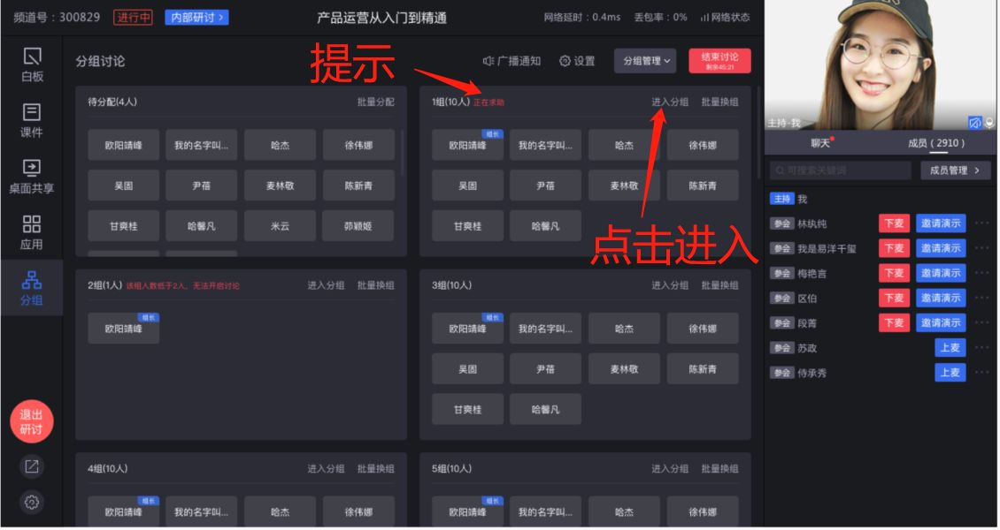 频道号：300829 进行中 内部研讨 > 产品运营从入门到精通 网络延时：0.4ms 丢包率：0% 网络状态
白板
课件
桌面共享
应用
分组
退出
研讨
分组讨论 广播通知 设置 分组管理 结束讨论
剩余45:21
提示
点击进入
待分配(4人) 批量分配
欧阳靖峰 我的名字叫... 哈杰 徐伟娜
吴固 尹蓓 麦林敬 陈新青
甘爽桂 哈馨凡 米云 茆颖姬
1组(10人) 正在求助 进入分组 批量换组
组长
欧阳靖峰 我的名字叫... 哈杰 徐伟娜
吴固 尹蓓 麦林敬 陈新青
甘爽桂 哈馨凡
2组(1人) 该组人数低于2人，无法开启讨论 进入分组 批量换组
组长
欧阳靖峰
3组(10人) 进入分组 批量换组
组长
欧阳靖峰 我的名字叫... 哈杰 徐伟娜
吴固 尹蓓 麦林敬 陈新青
甘爽桂 哈馨凡
4组(10人) 进入分组 批量换组
组长
欧阳靖峰 我的名字叫... 哈杰 徐伟娜
5组(10人) 进入分组 批量换组
组长
欧阳靖峰 我的名字叫... 哈杰 徐伟娜
主持-我
聊天 成员（2910）
可搜索关键词 成员管理 >
主持 我
参会 林纨纯 下麦 邀请演示 ...
参会 我是易洋千玺 下麦 邀请演示 ...
参会 梅艳言 下麦 邀请演示 ...
参会 区伯 下麦 邀请演示 ...
参会 段菁 下麦 邀请演示 ...
参会 苏政 上麦 ...
参会 侍承秀 上麦 ...